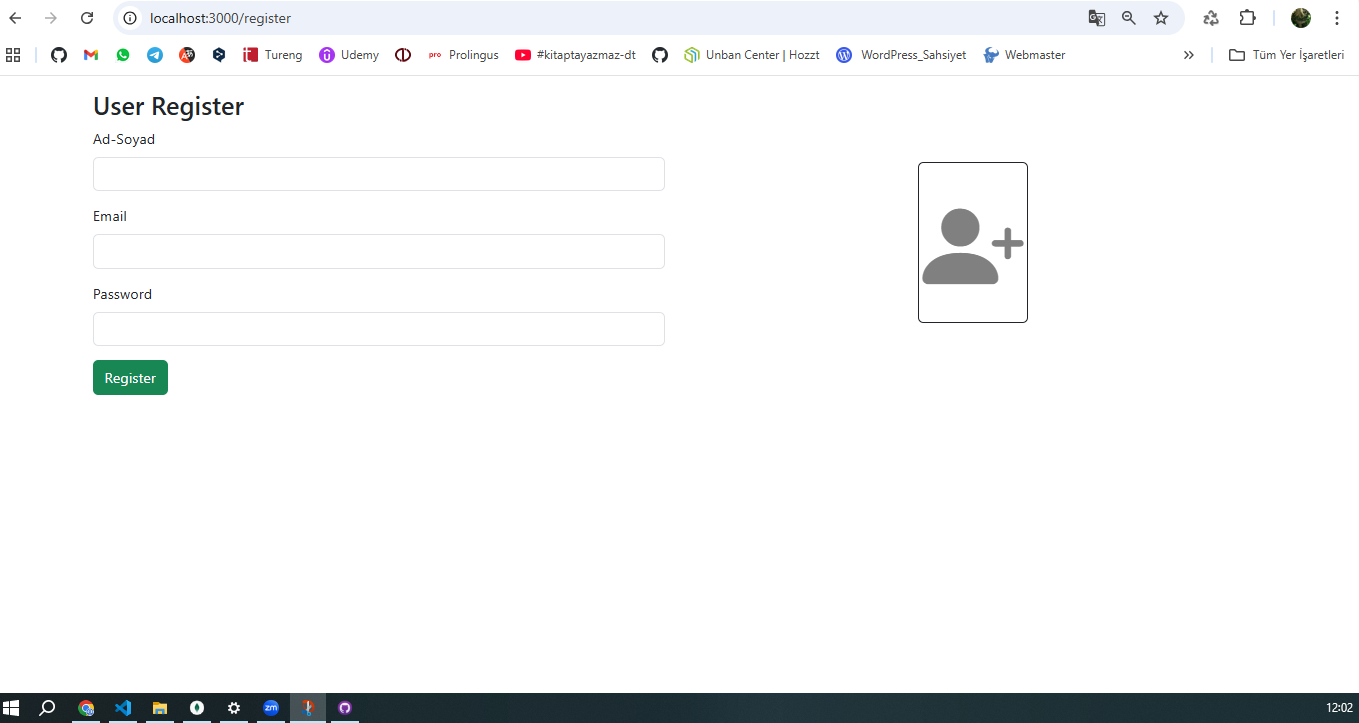 localhost:3000/register
Tureng
Udemy
pro Prolingus
#kitaptayazmaz-dt
Unban Center | Hozzt
WordPress_Sahsiyet
Webmaster
Tüm Yer İşaretleri
User Register
Ad-Soyad
Email
Password
Register
zm
12:02